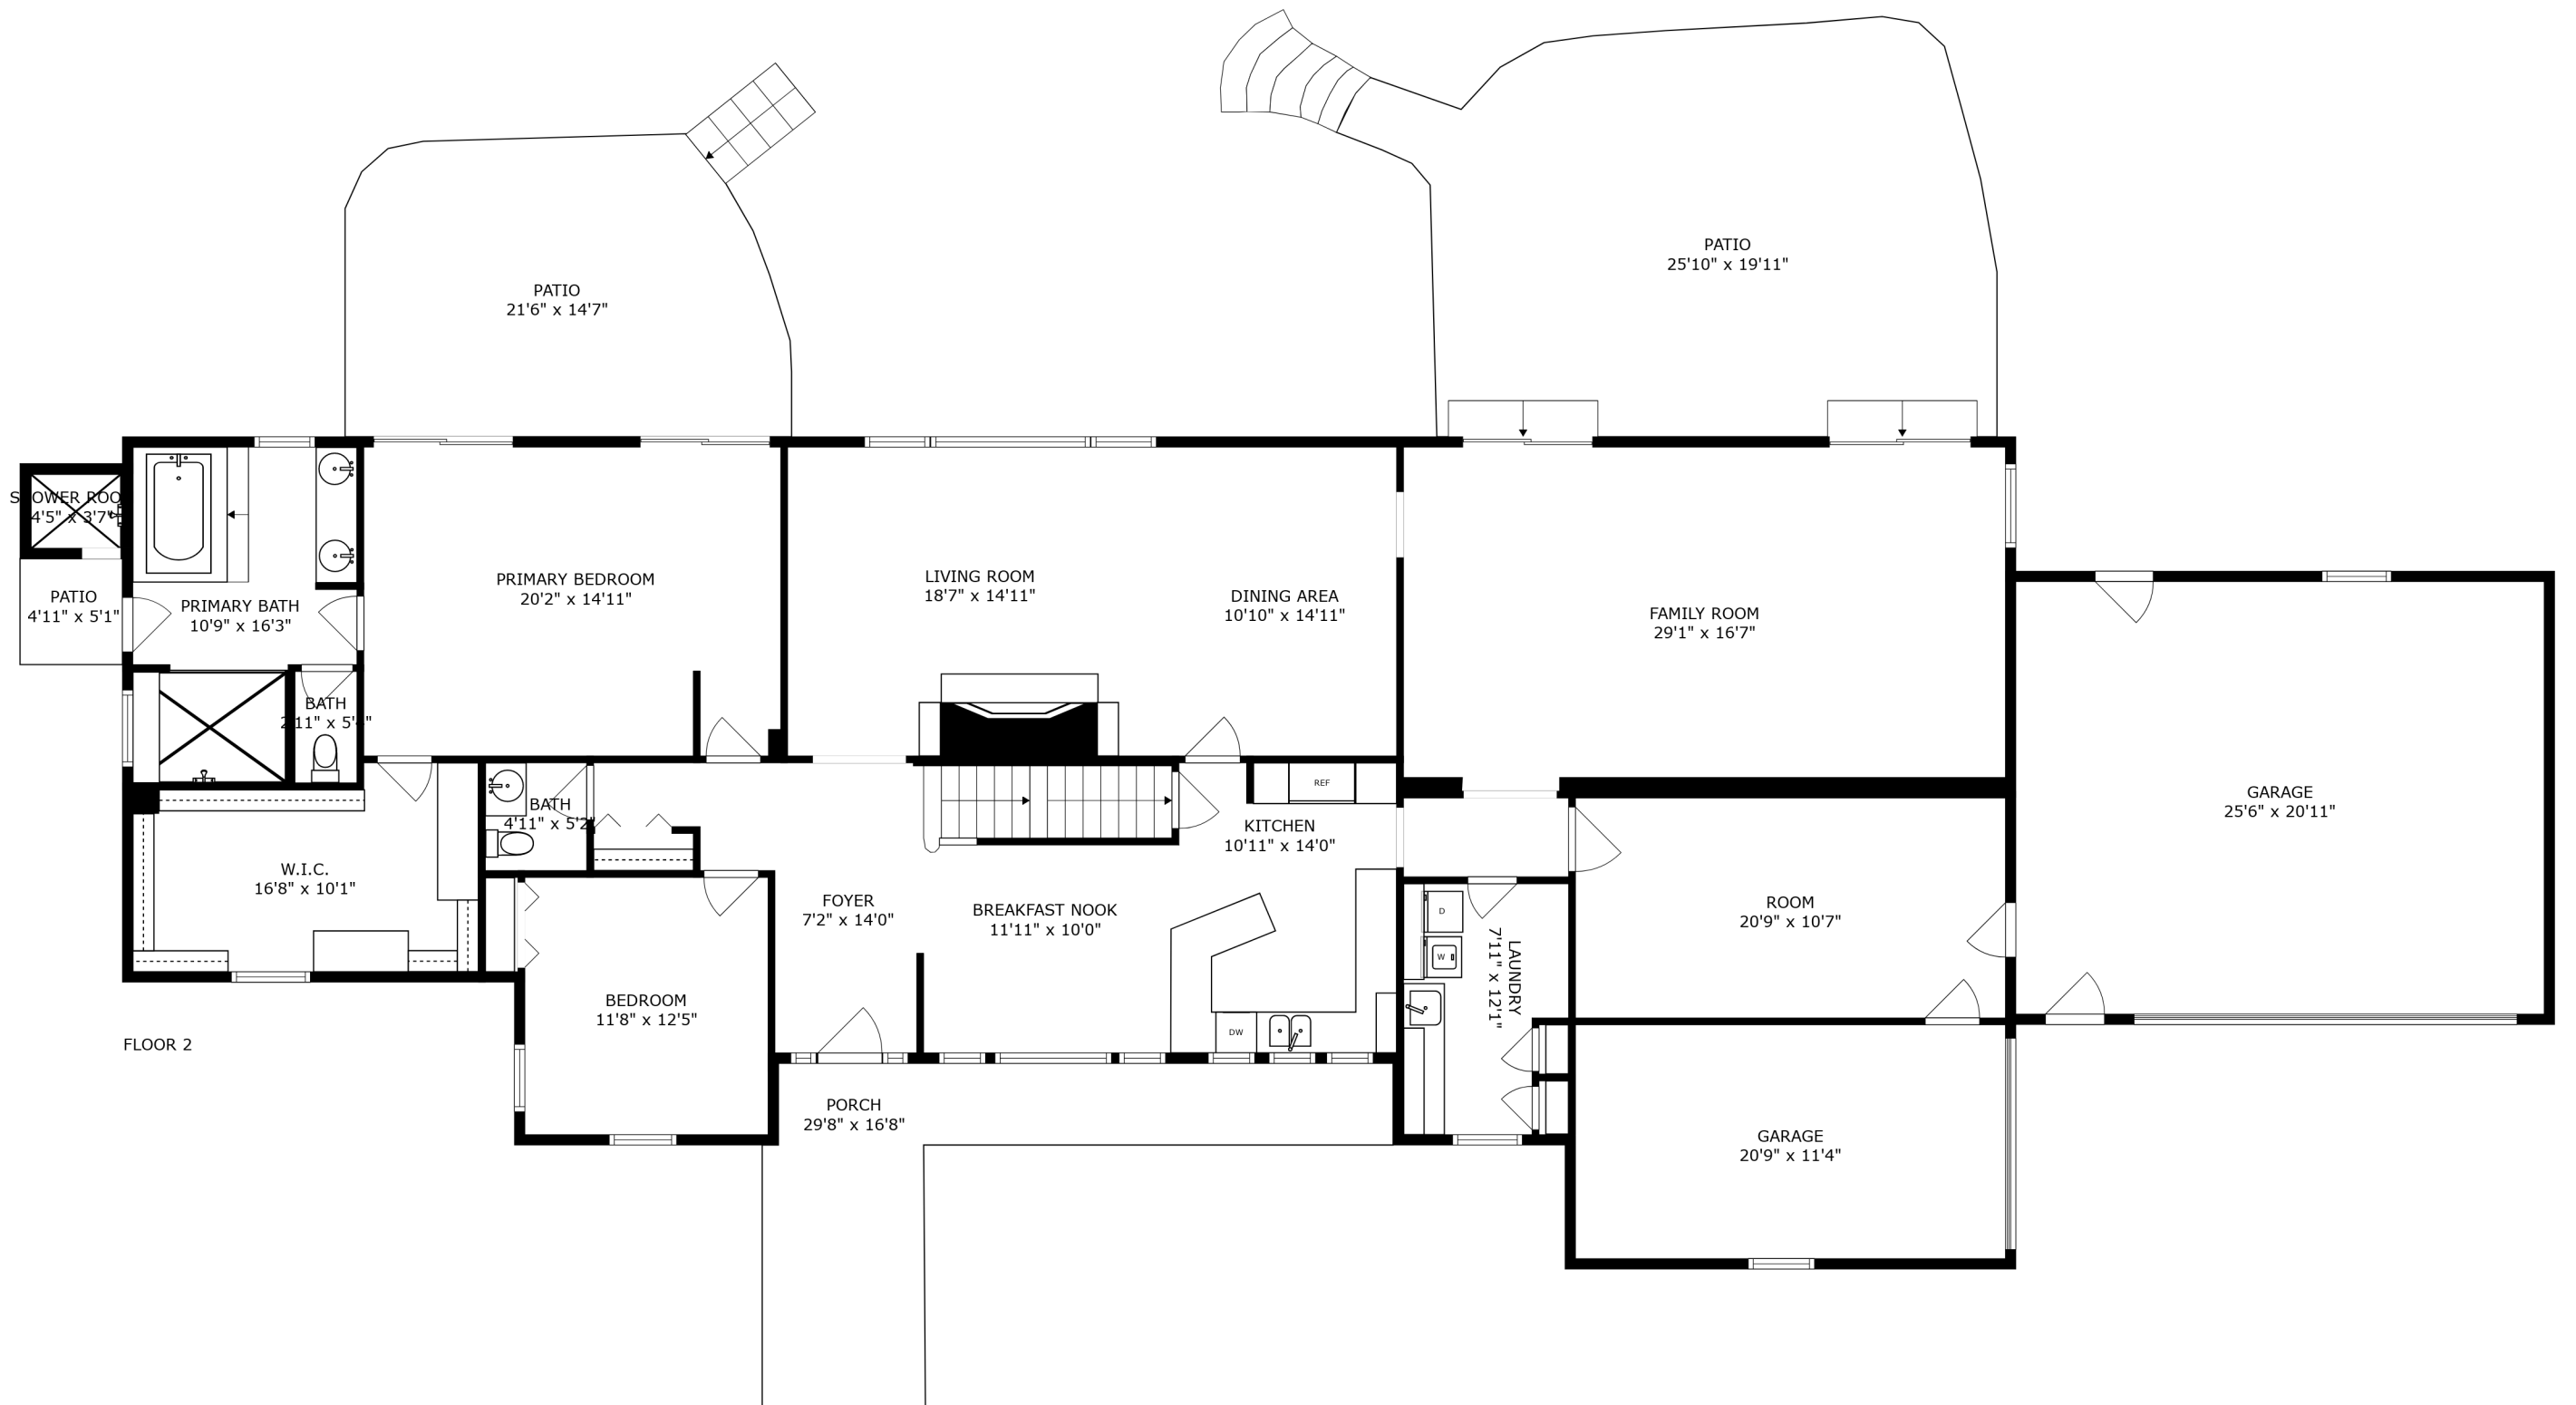 PATIO
25'10" x 19'11"
PATIO
21'6" x 14'7"
4'5" x 3'7"
PATIO
4'11" x 5'1"
PRIMARY BATH
10'9" x 16'3"
PRIMARY BEDROOM
20'2" x 14'11"
LIVING ROOM
18'7" x 14'11"
DINING AREA
10'10" x 14'11"
FAMILY ROOM
29'1" x 16'7"
BATH
2'11" x 5'4"
BATH
4'11" x 5'2"
REF
KITCHEN
10'11" x 14'0"
GARAGE
25'6" x 20'11"
W.I.C.
16'8" x 10'1"
FOYER
7'2" x 14'0"
BREAKFAST NOOK
11'11" x 10'0"
D
W
LAUNDRY
7'11" x 12'1"
ROOM
20'9" x 10'7"
BEDROOM
11'8" x 12'5"
DW
FLOOR 2
PORCH
29'8" x 16'8"
GARAGE
20'9" x 11'4"